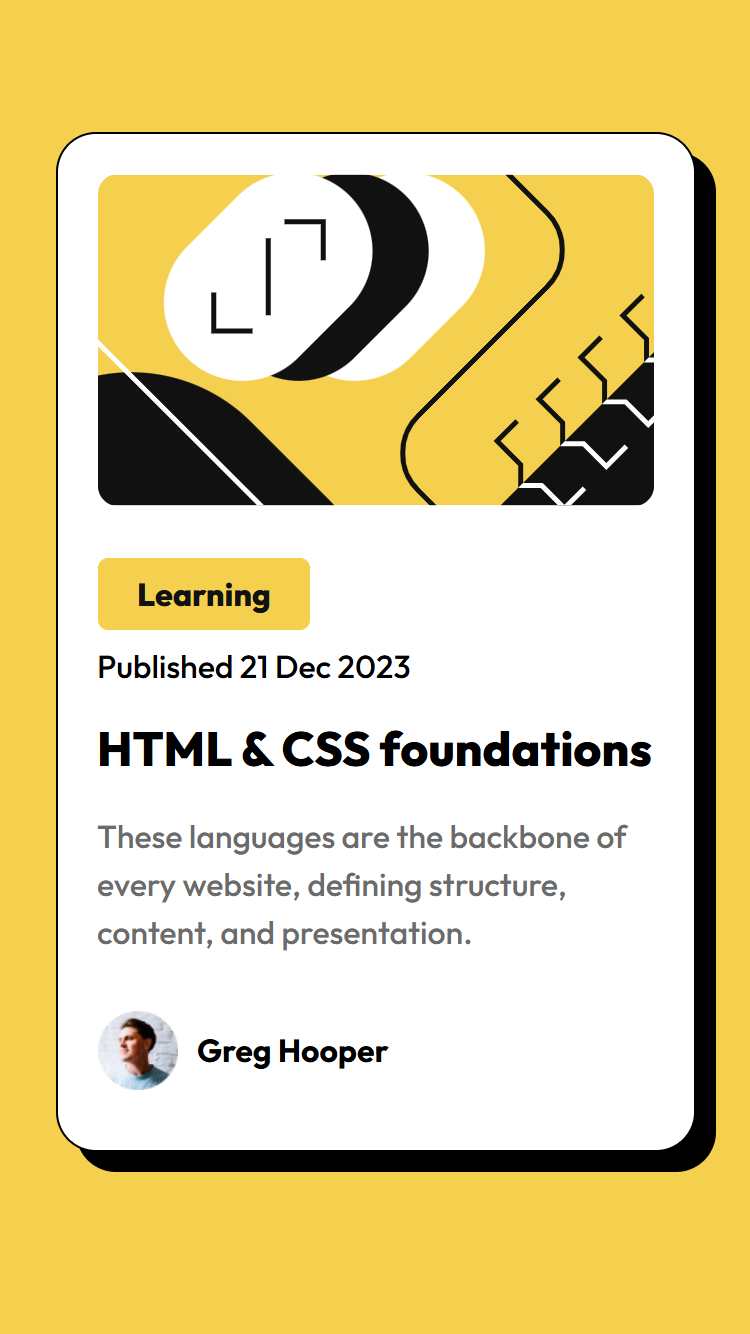 Learning
Published 21 Dec 2023
HTML & CSS foundations
These languages are the backbone of
every website, defining structure,
content, and presentation.
Greg Hooper